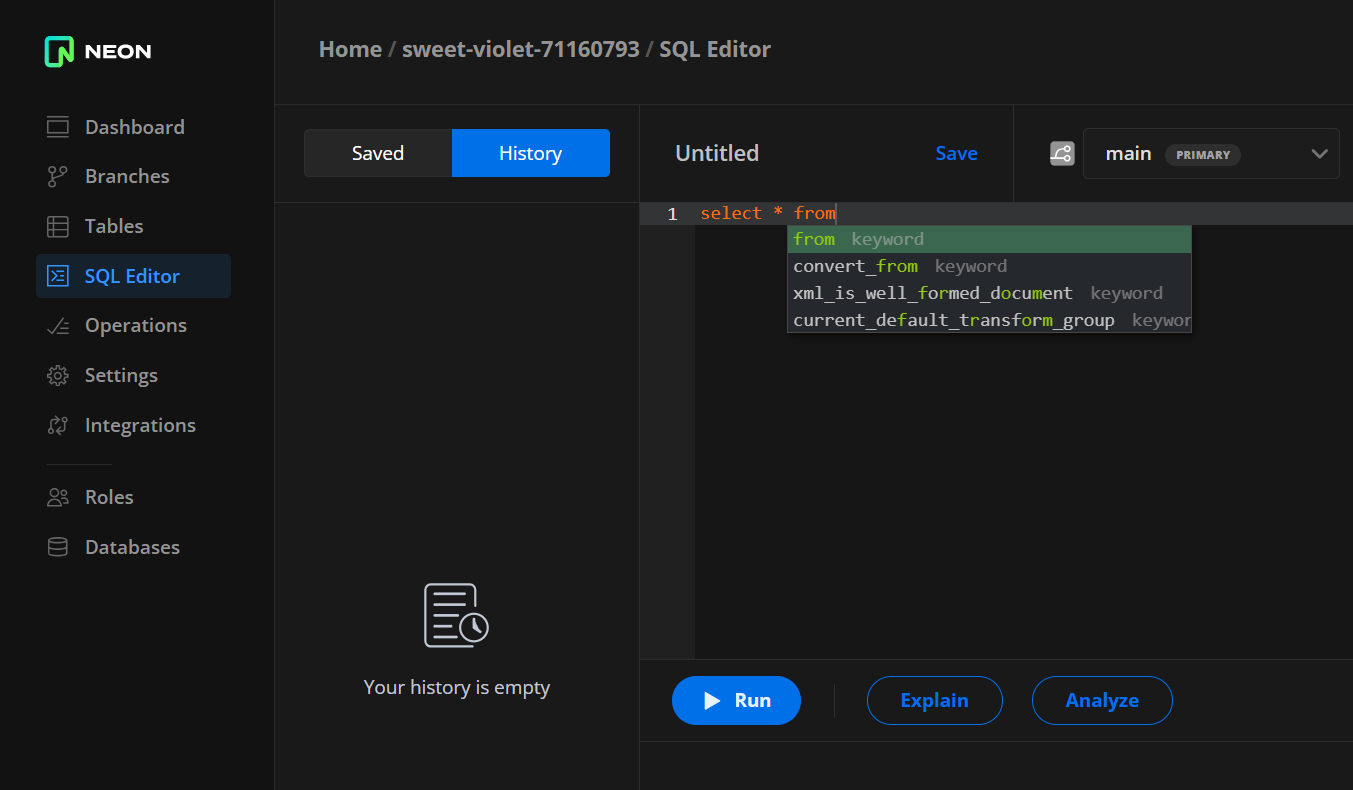 NEON
Dashboard
Branches
Tables
SQL Editor
Operations
Settings
Integrations
Roles
Databases
Home / sweet-violet-71160793 / SQL Editor
Saved
History
Your history is empty
Untitled
Save
main PRIMARY
1 select * from
from keyword
convert_from keyword
xml_is_well_formed_document keyword
current_default_transform_group keywor
Run
Explain
Analyze